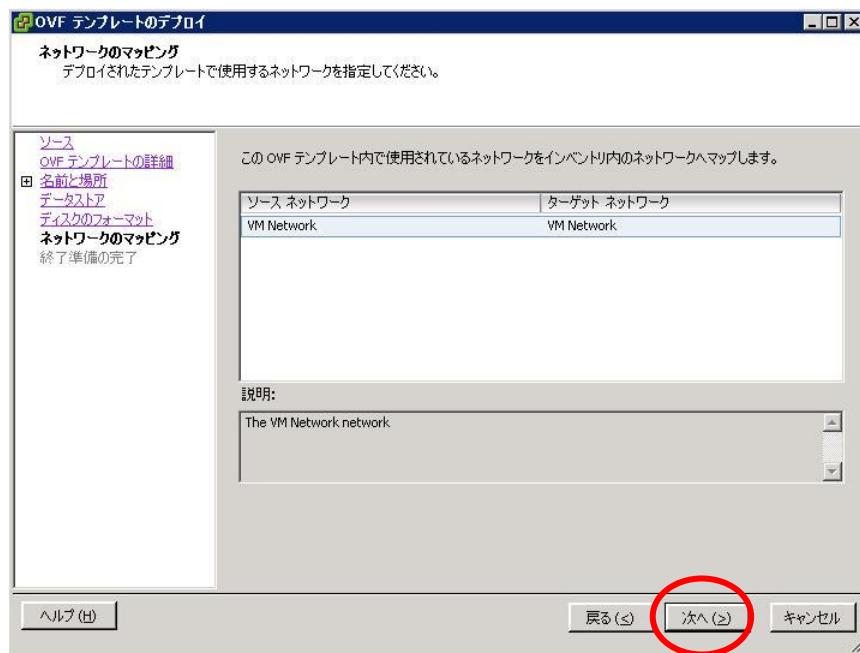 OVF テンプレートのデプロイ
ネットワークのマッピング
デプロイされたテンプレートで使用するネットワークを指定してください。
ソース
OVF テンプレートの詳細
名前と場所
データストア
ディスクのフォーマット
ネットワークのマッピング
終了準備の完了
この OVF テンプレート内で使用されているネットワークをインベントリ内のネットワークへマップします。
ソース ネットワーク ターゲット ネットワーク
VM Network VM Network
説明:
The VM Network network
ヘルプ(H) 戻る(<) 次へ(>) キャンセル